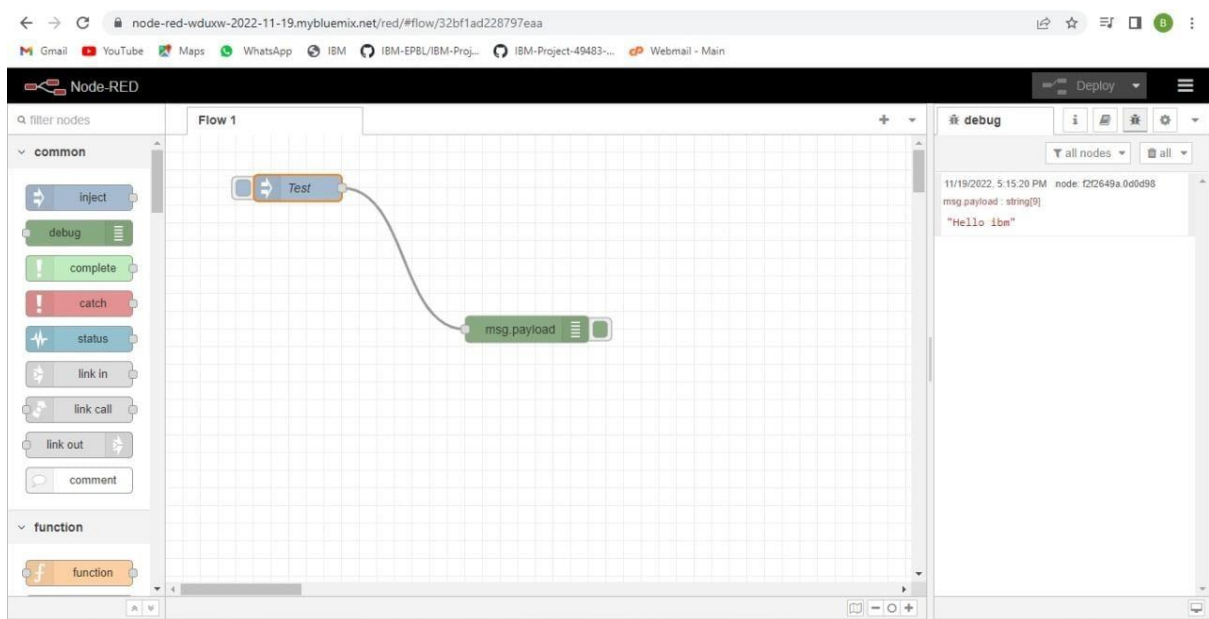 node-red-wduxw-2022-11-19.mybluemix.net/red/#flow/32bf1ad228797eaa
B
Gmail YouTube Maps WhatsApp IBM IBM-EPBL/IBM-Proj... IBM-Project-49483-... Webmail - Main
Node-RED Deploy
filter nodes
common
inject
debug
complete
catch
status
link in
link call
link out
comment
function
function
Flow 1
Test
msg.payload
debug
all nodes all
11/19/2022, 5:15:20 PM node: f2f2649a.0d0d98
msg.payload : string[9]
"Hello ibm"